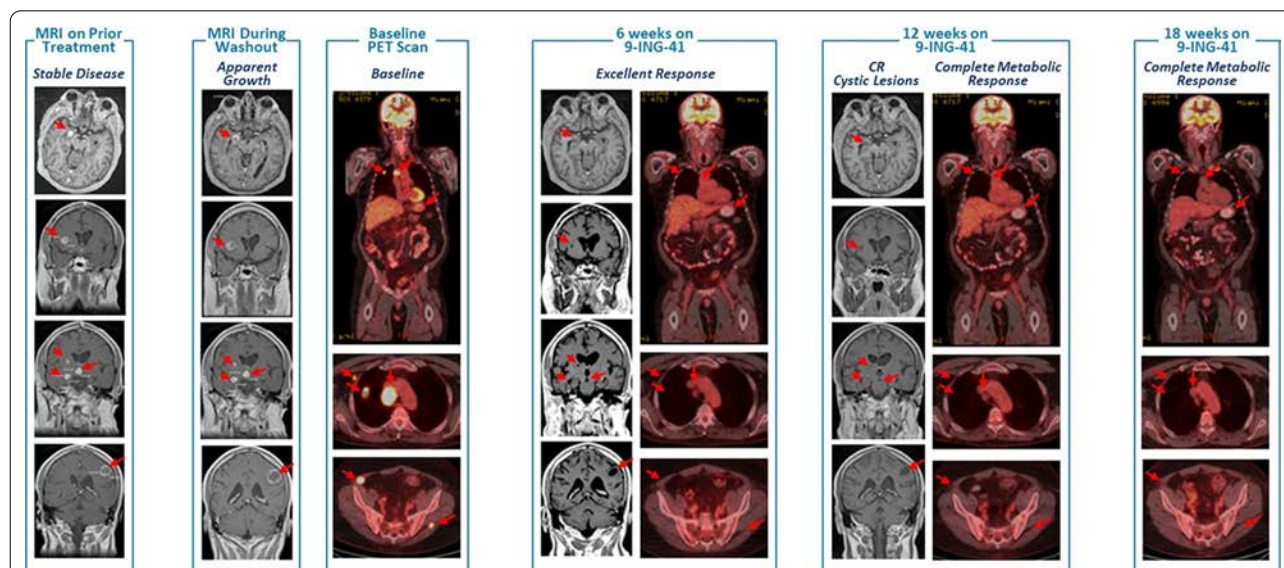 MRI on Prior
Treatment
Stable Disease
MRI During
Washout
Apparent
Growth
Baseline
PET Scan
Baseline
6 weeks on
9-ING-41
Excellent Response
12 weeks on
9-ING-41
CR
Cystic Lesions
Complete Metabolic
Response
18 weeks on
9-ING-41
Complete Metabolic
Response